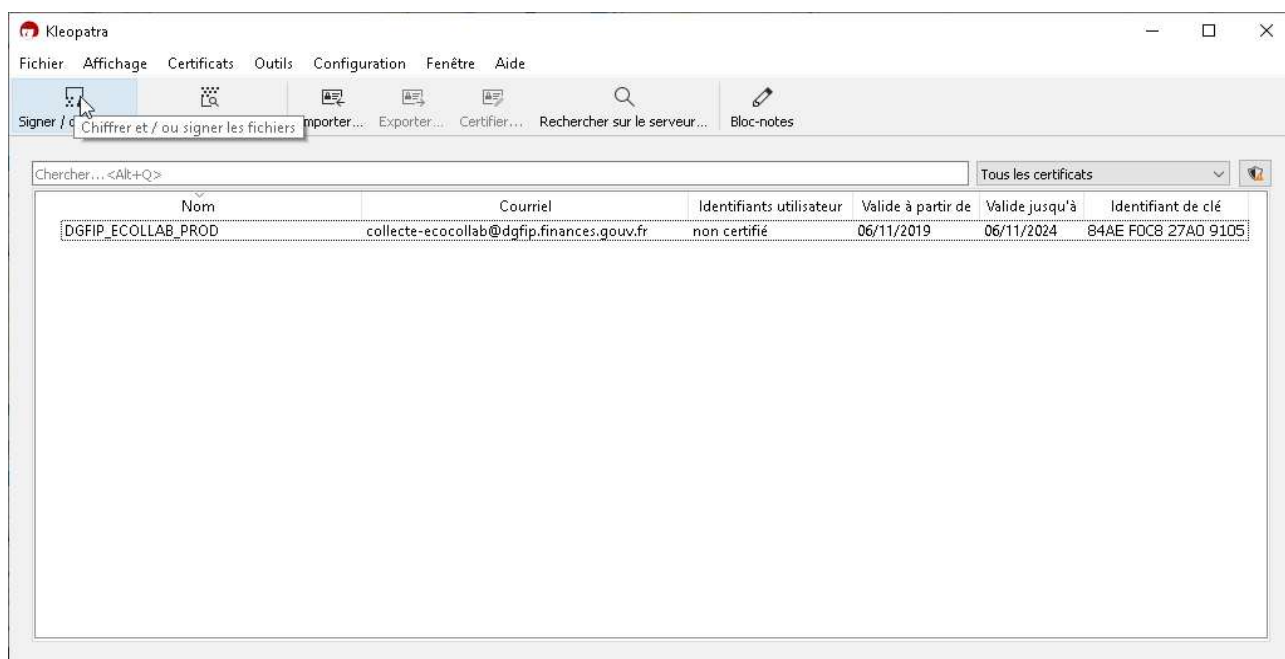 Kleopatra
Fichier Affichage Certificats Outils Configuration Fenêtre Aide
Signer / mporter... Exporter... Certifier... Rechercher sur le serveur... Bloc-notes
Chiffrer et / ou signer les fichiers
Chercher...<Alt+Q> Tous les certificats
Nom Courriel Identifiants utilisateur Valide à partir de Valide jusqu'à Identifiant de clé
DGFIP_ECOLLAB_PROD collecte-ecocollab@dgfip.finances.gouv.fr non certifié 06/11/2019 06/11/2024 84AE F0C8 27A0 9105